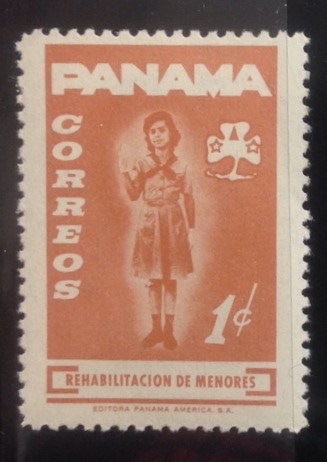 PANAMA
CORREOS
1¢
REHABILITACION DE MENORES
EDITORA PANAMA AMERICA, S.A.